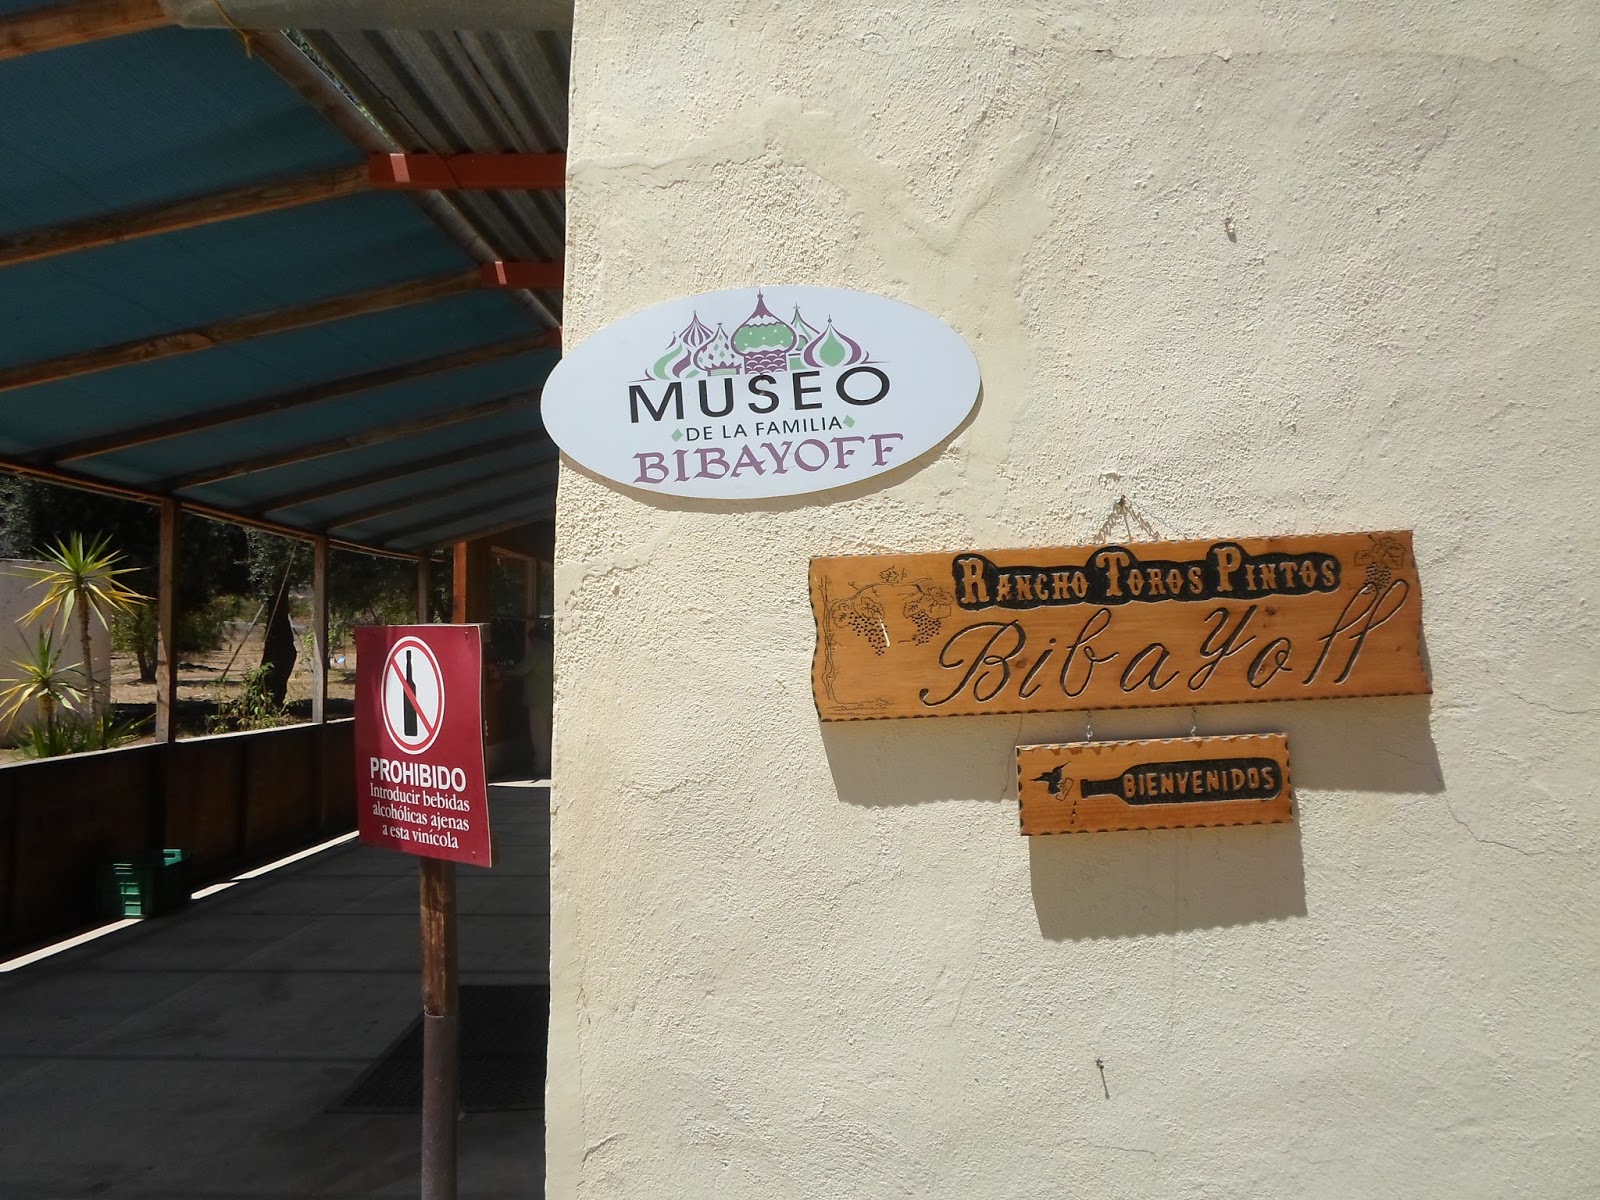 MUSEO
DE LA FAMILIA
BIBAYOFF
RANCHO TOROS PINTOS
Bibayoff
BIENVENIDOS
PROHIBIDO
Introducir bebidas
alcohólicas ajenas
a esta vinícola